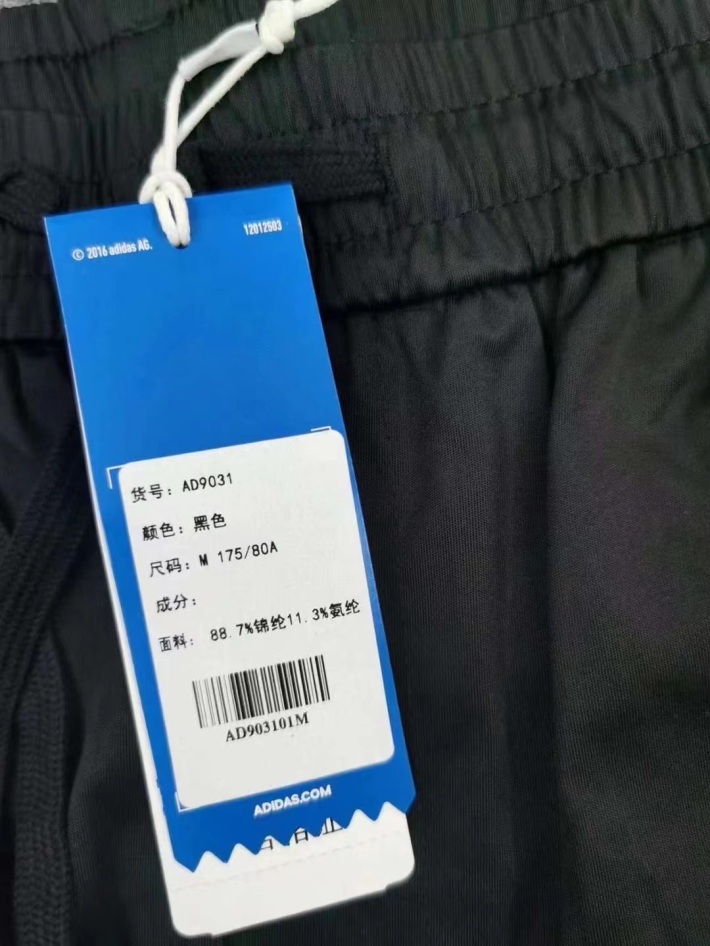 © 2016 adidas AG.
12012503
货号：AD9031
颜色：黑色
尺码：M 175/80A
成分：
面料： 88.7%锦纶11.3%氨纶
AD903101M
ADIDAS.COM